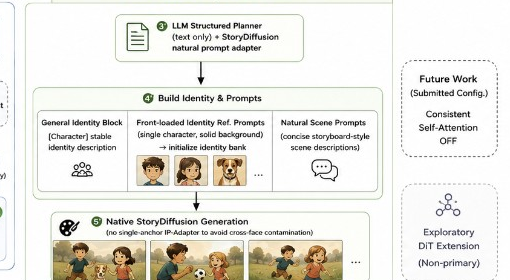 3 LLM Structured Planner
(text only) + StoryDiffusion
natural prompt adapter
4 Build Identity & Prompts
General Identity Block
[Character] stable
identity description
Front-loaded Identity Ref. Prompts
(single character, solid background)
→ initialize identity bank
...
Natural Scene Prompts
(concise storyboard-style
scene descriptions)
5 Native StoryDiffusion Generation
(no single-anchor IP-Adapter to avoid cross-face contamination)
...
Future Work
(Submitted Config.)
Consistent
Self-Attention
OFF
Exploratory
DiT Extension
(Non-primary)